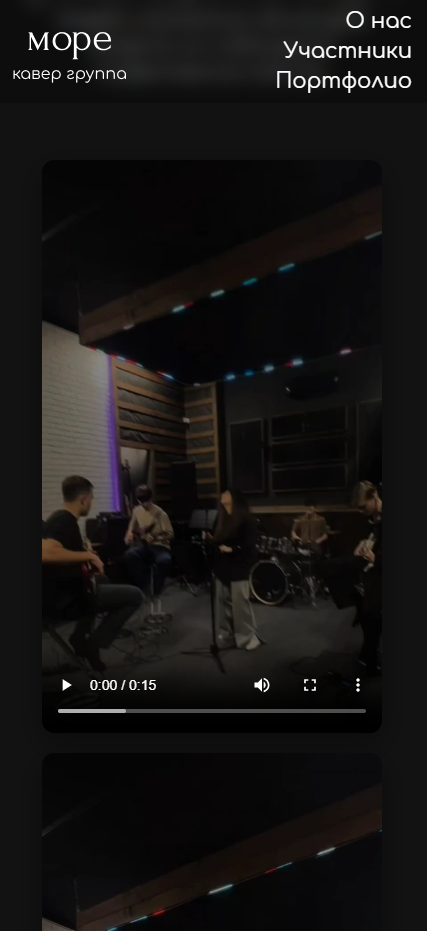 море
кавер группа
О нас
Участники
Портфолио
0:00 / 0:15